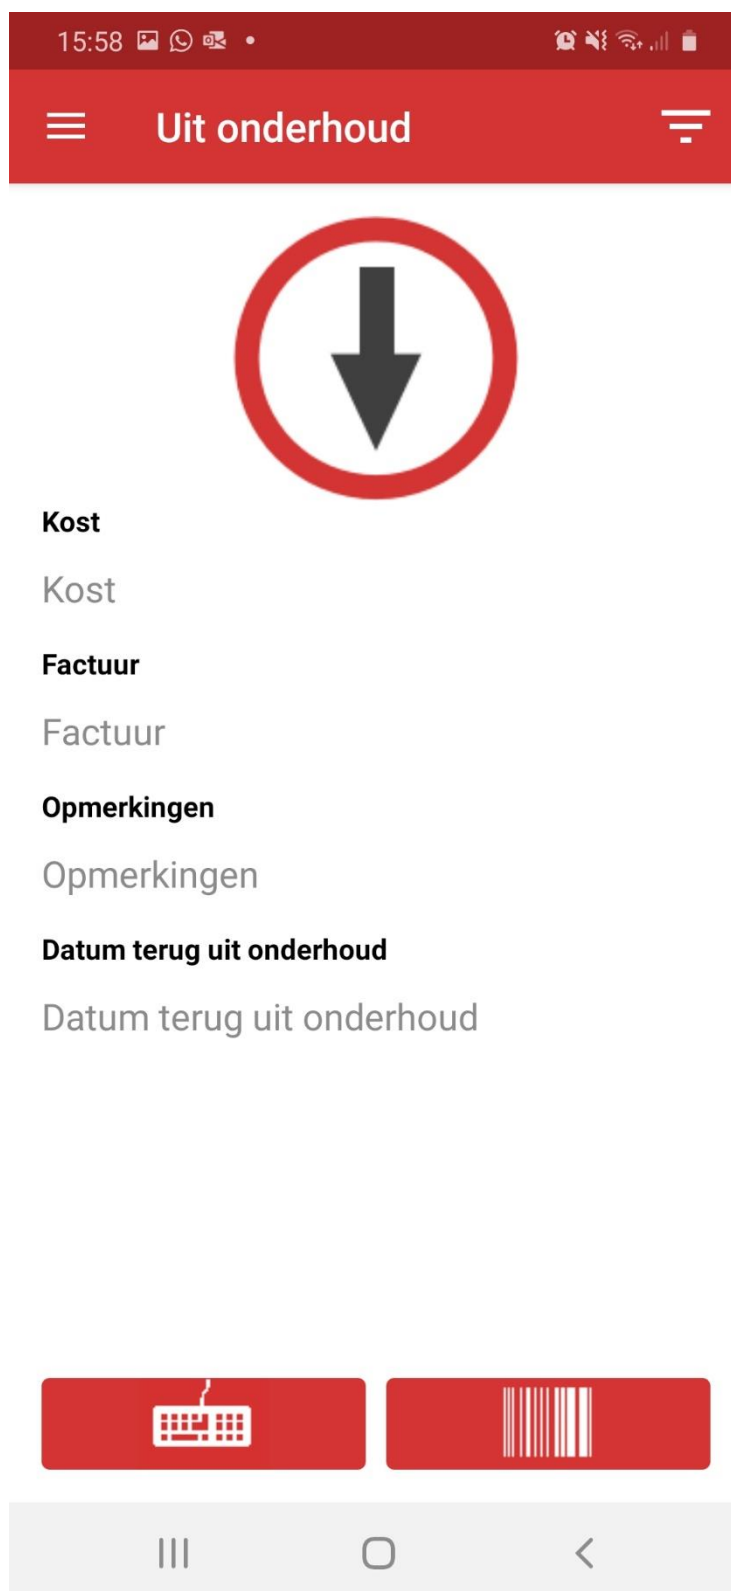 15:58
Uit onderhoud
Kost
Kost
Factuur
Factuur
Opmerkingen
Opmerkingen
Datum terug uit onderhoud
Datum terug uit onderhoud